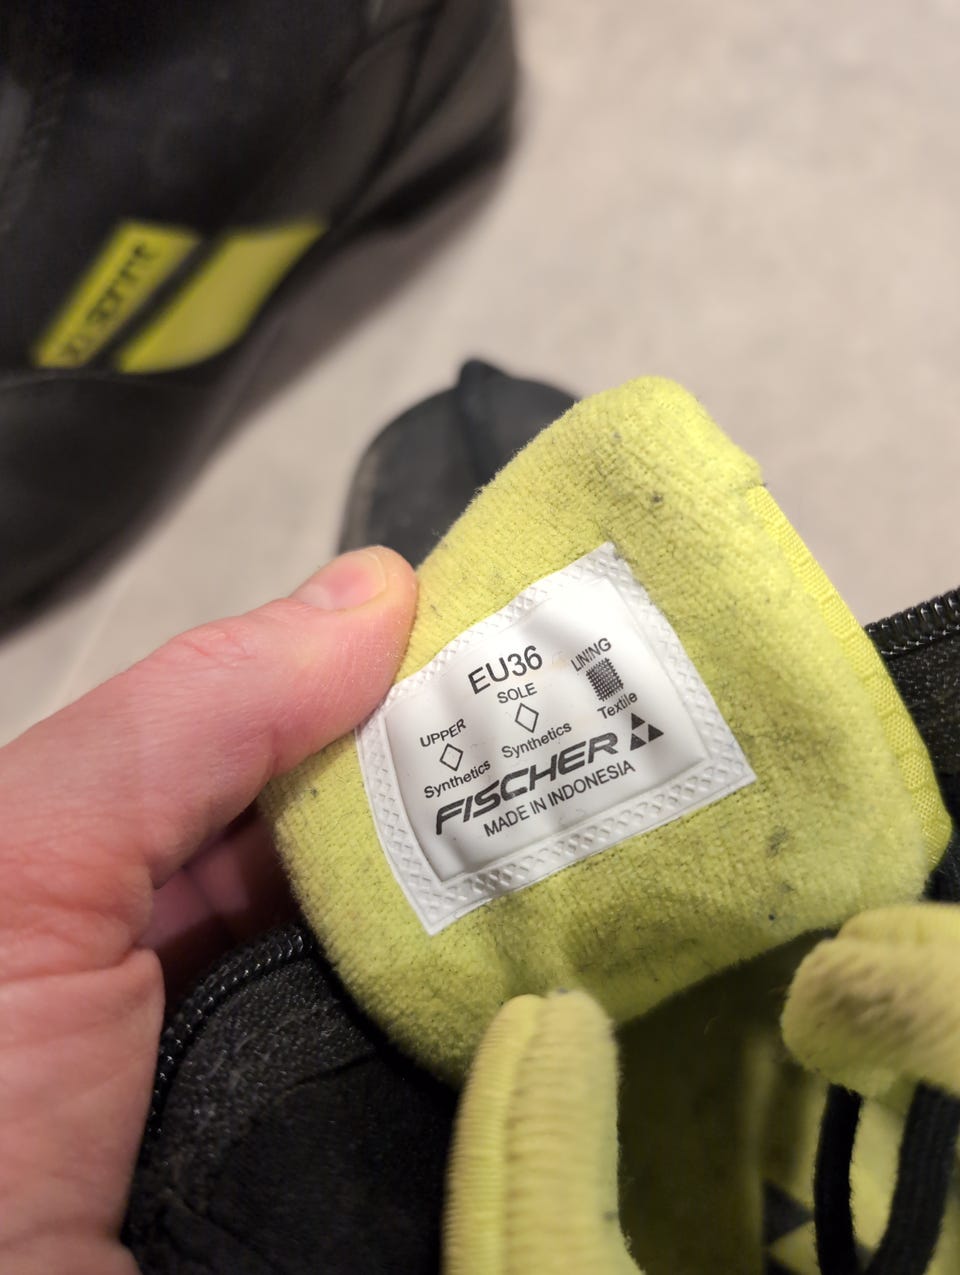 EU36
UPPER SOLE LINING
Synthetics Synthetics Textile
FISCHER
MADE IN INDONESIA